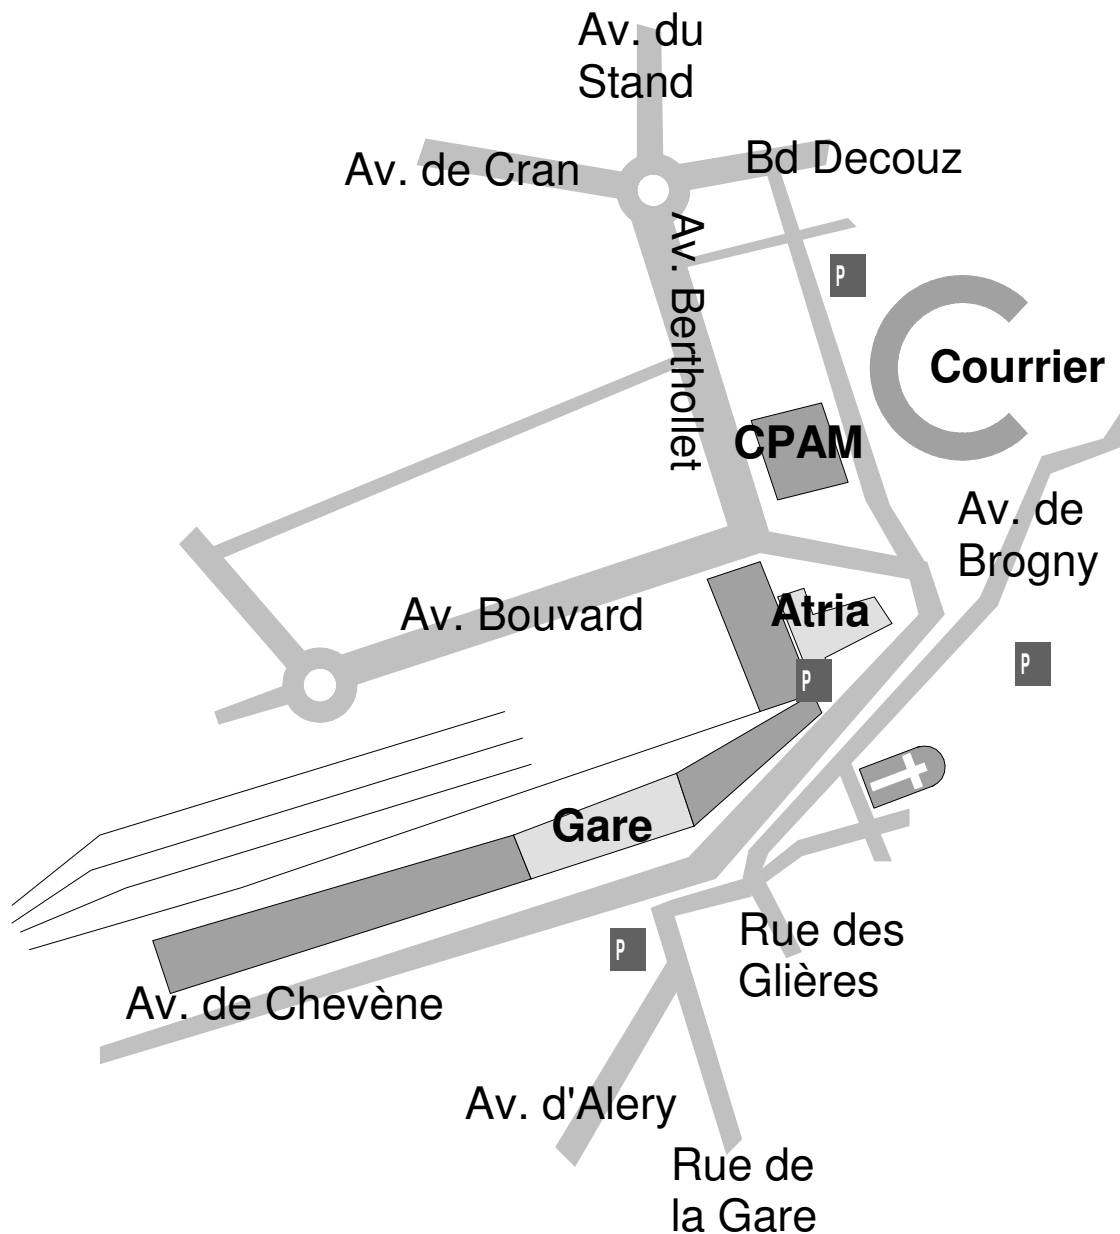 Av. du
Stand
Av. de Cran
Bd Decouz
Av. Berthollet
P
Courrier
CPAM
Av. de
Brogny
Atria
Av. Bouvard
P
P
Gare
Rue des
Glières
P
Av. de Chevène
Av. d'Alery
Rue de
la Gare